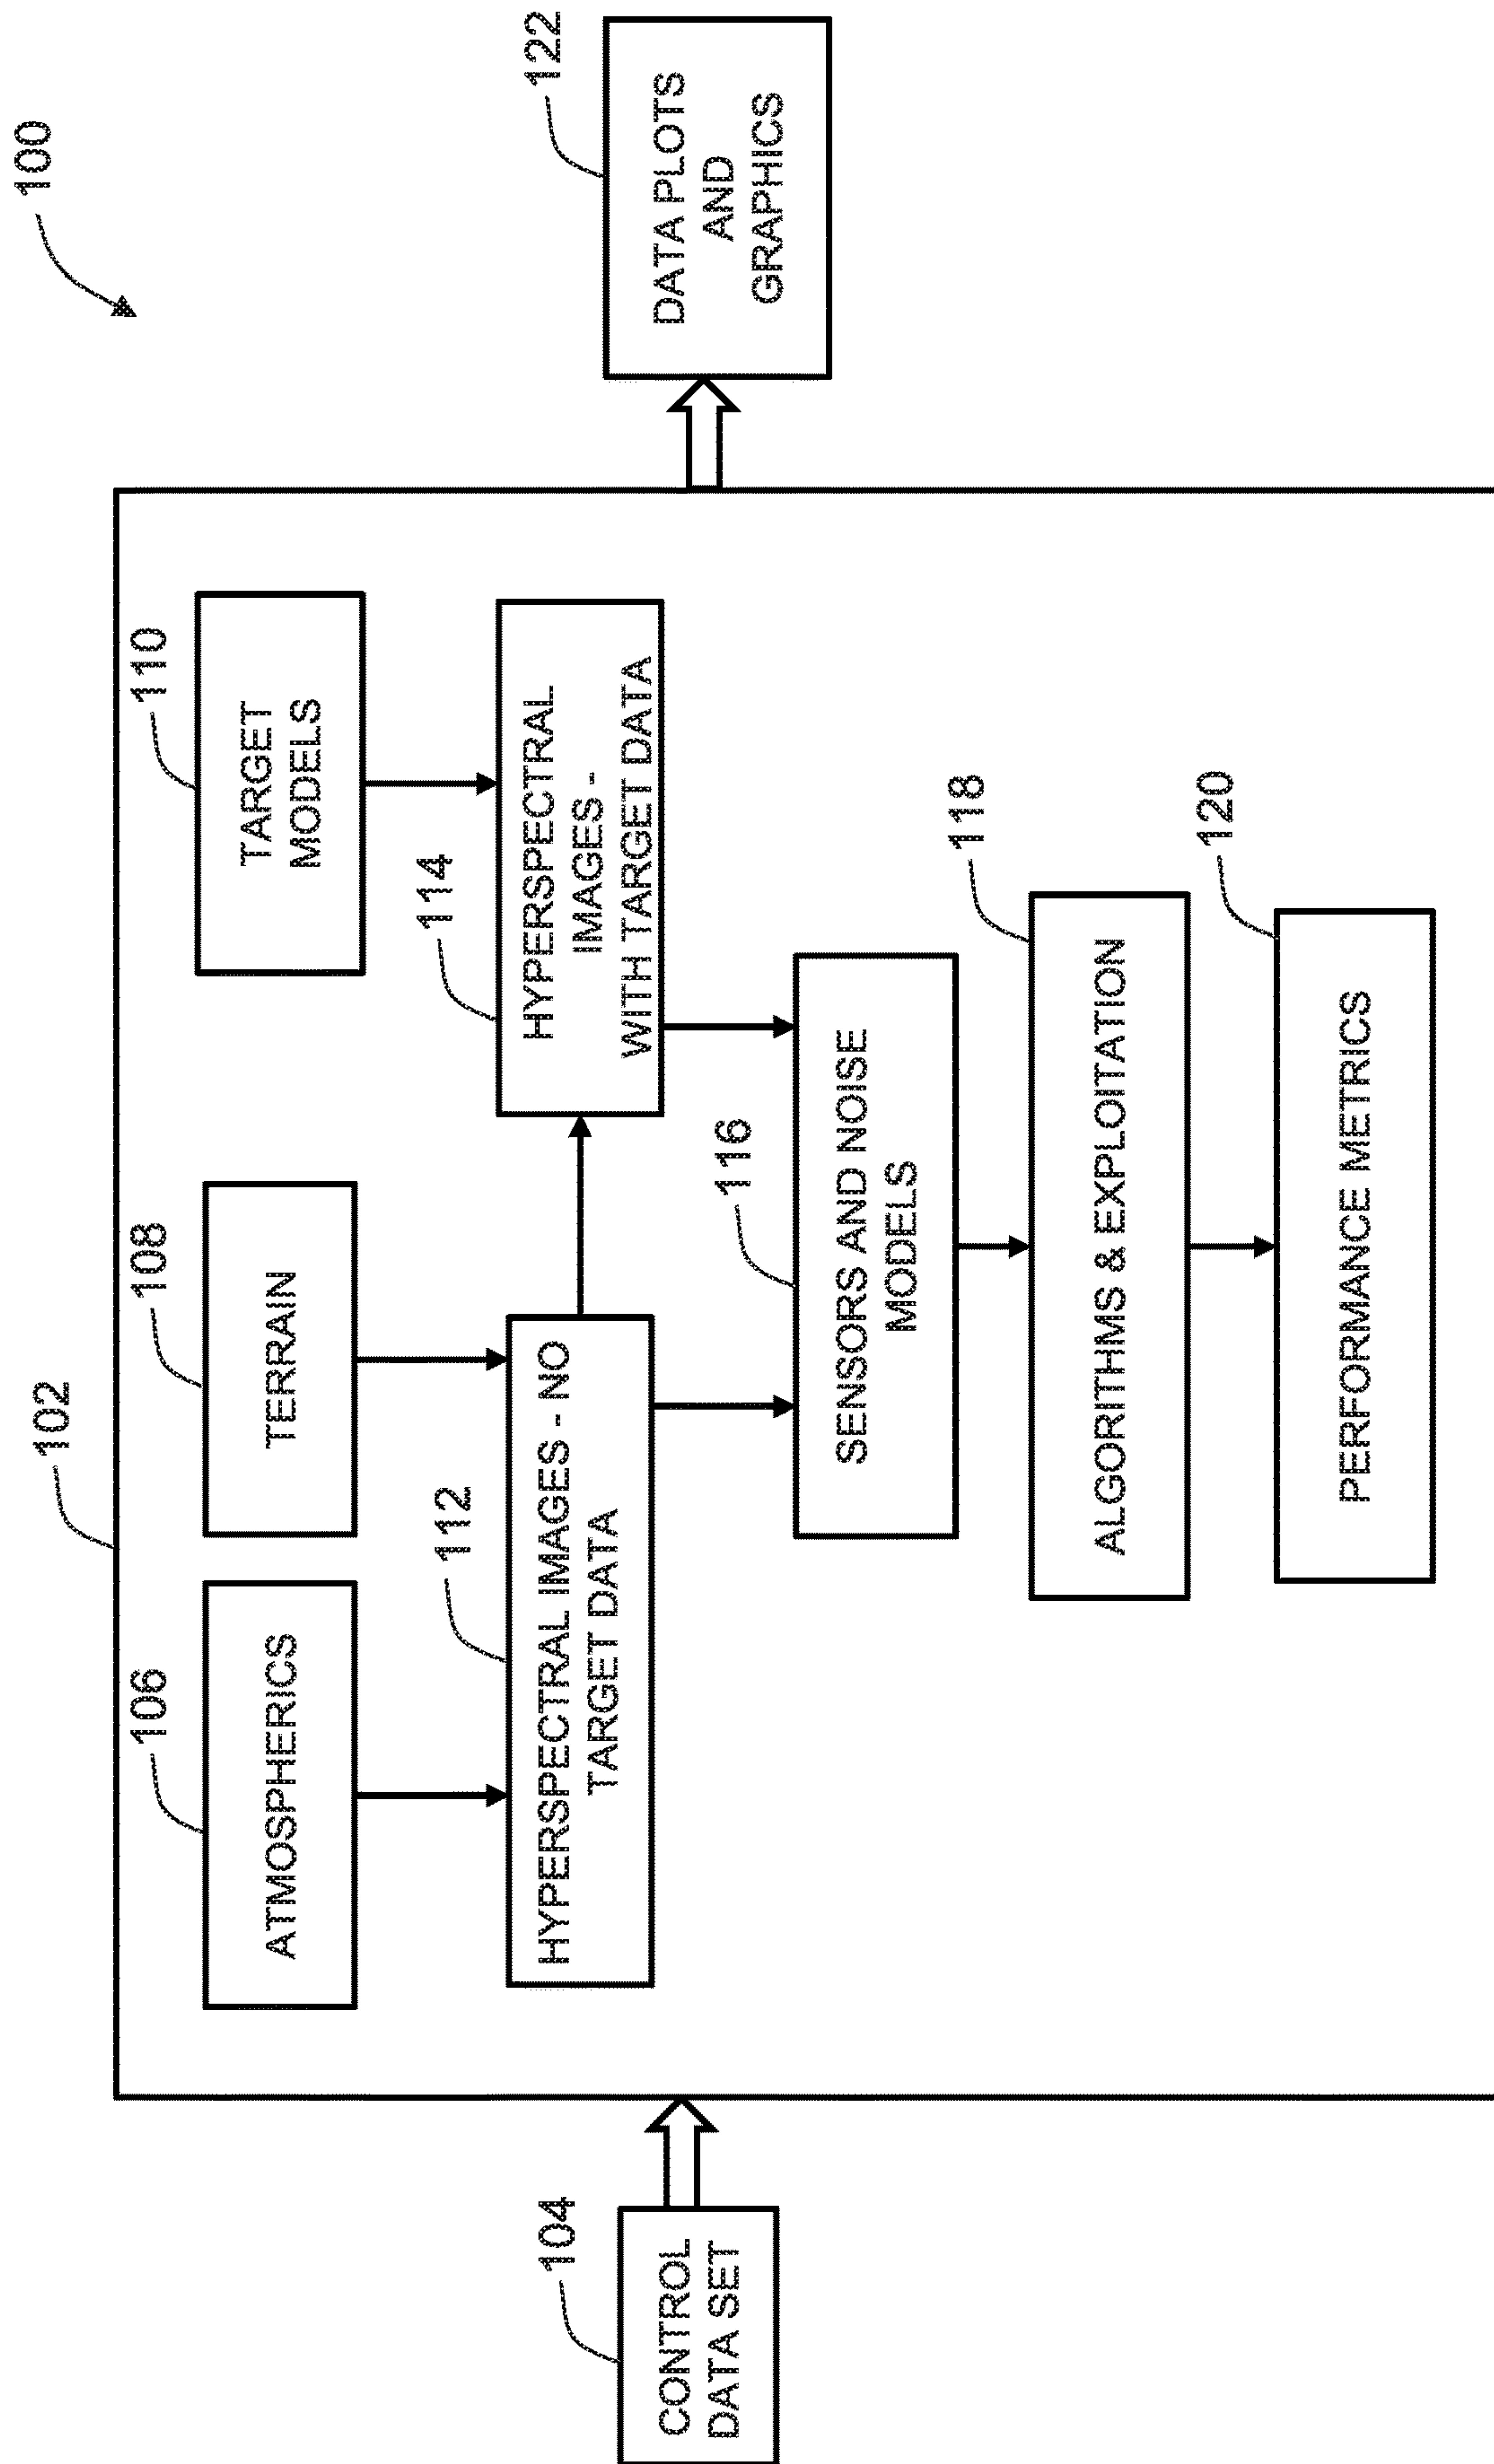 100
102
104
CONTROL
DATA SET
106
ATMOSPHERICS
108
TERRAIN
110
TARGET
MODELS
112
HYPERSPECTRAL IMAGES - NO
TARGET DATA
114
HYPERSPECTRAL
IMAGES -
WITH TARGET DATA
116
SENSORS AND NOISE
MODELS
118
ALGORITHMS & EXPLOITATION
120
PERFORMANCE METRICS
122
DATA PLOTS
AND
GRAPHICS